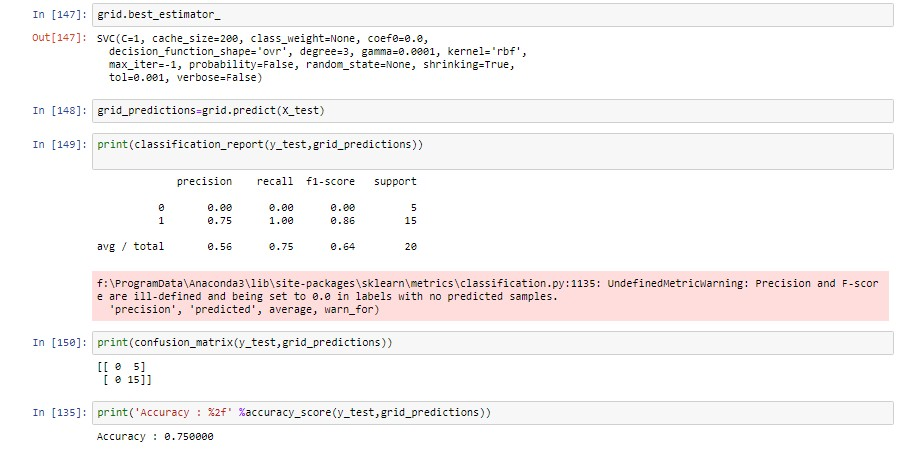 In [147]: grid.best_estimator_
Out[147]: SVC(C=1, cache_size=200, class_weight=None, coef0=0.0,
decision_function_shape='ovr', degree=3, gamma=0.0001, kernel='rbf',
max_iter=-1, probability=False, random_state=None, shrinking=True,
tol=0.001, verbose=False)
In [148]: grid_predictions=grid.predict(X_test)
In [149]: print(classification_report(y_test,grid_predictions))
precision recall f1-score support
0 0.00 0.00 0.00 5
1 0.75 1.00 0.86 15
avg / total 0.56 0.75 0.64 20
f:\ProgramData\Anaconda3\lib\site-packages\sklearn\metrics\classification.py:1135: UndefinedMetricWarning: Precision and F-scor
e are ill-defined and being set to 0.0 in labels with no predicted samples.
'precision', 'predicted', average, warn_for)
In [150]: print(confusion_matrix(y_test,grid_predictions))
[[ 0 5]
[ 0 15]]
In [135]: print('Accuracy : %2f' %accuracy_score(y_test,grid_predictions))
Accuracy : 0.750000